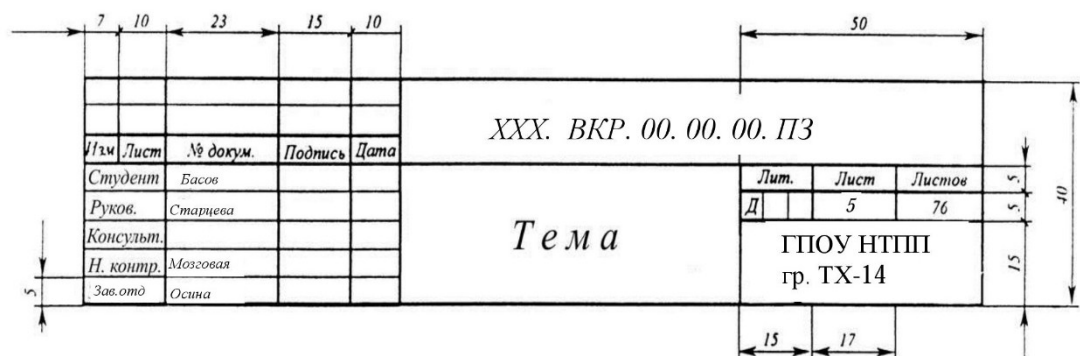 7 10 23 15 10 50
XXX. ВКР. 00. 00. 00. ПЗ
Изм Лист № докум. Подпись Дата
Студент Басов
Лит. Лист Листов
5
Руков. Старцева
Д 5 76
5
40
Консульт.
Тема
ГПОУ НТПП
гр. ТХ-14
15
Н. контр. Мозговая
Зав.отд Осина
5
15 17